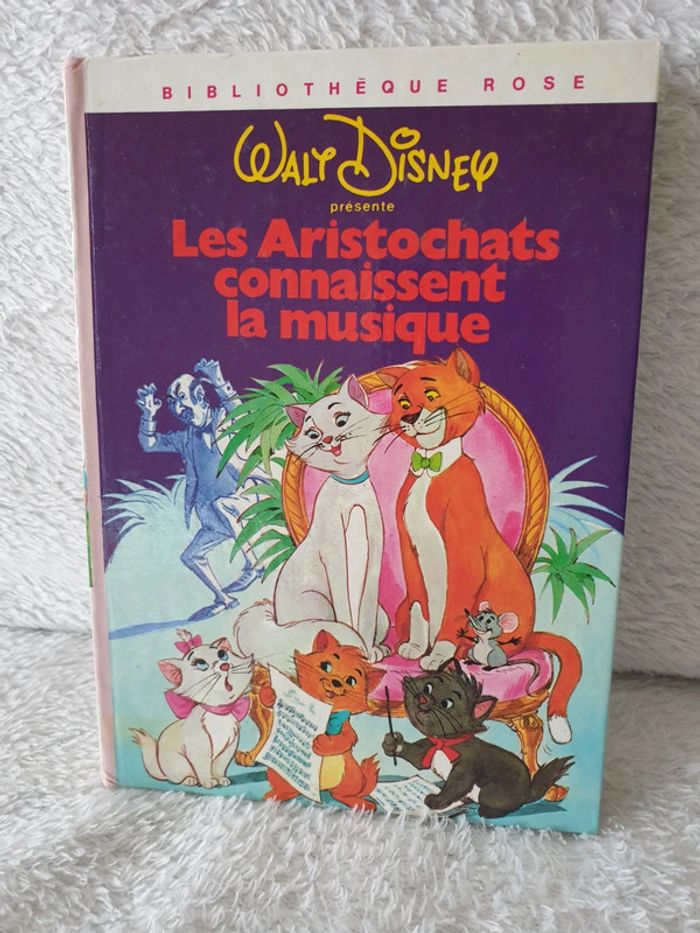 BIBLIOTHÈQUE ROSE
WALT DISNEY
présente
Les Aristochats
connaissent
la musique